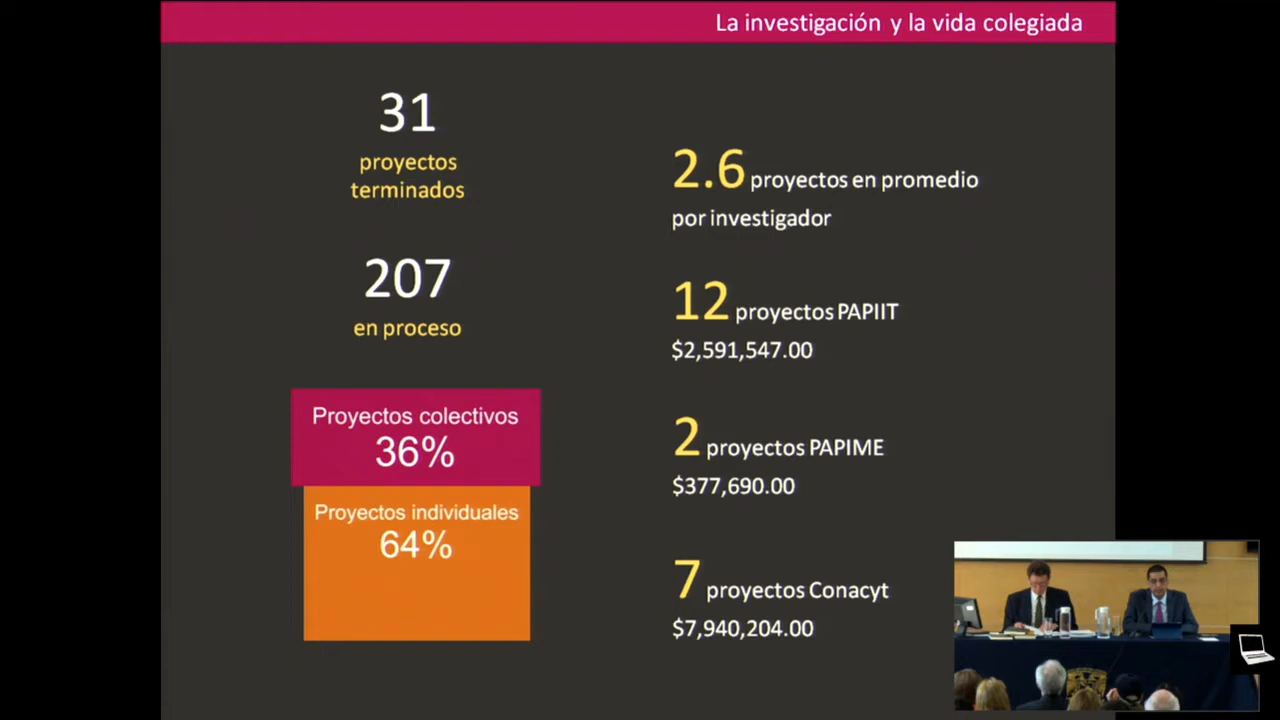 La investigación y la vida colegiada
31
proyectos
terminados
207
en proceso
Proyectos colectivos
36%
Proyectos individuales
64%
2.6 proyectos en promedio
por investigador
12 proyectos PAPIIT
$2,591,547.00
2 proyectos PAPIME
$377,690.00
7 proyectos Conacyt
$7,940,204.00